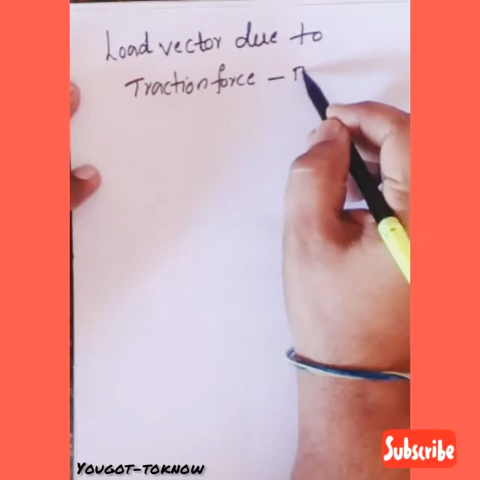 Load vector due to
Traction force –
Subscribe
YOUGOT-TOKNOW